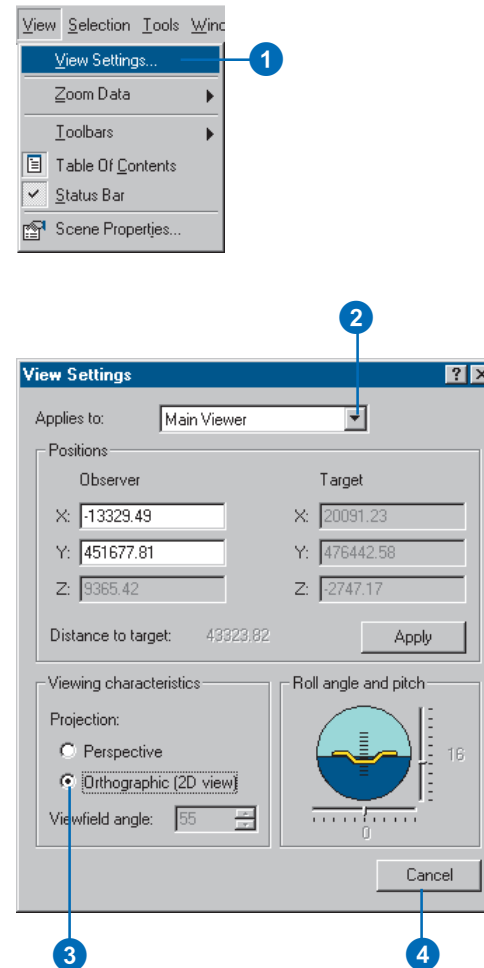 View Selection Tools Winc
View Settings...
1
Zoom Data
Toolbars
Table Of Contents
Status Bar
Scene Properties...
2
View Settings
Applies to: Main Viewer
Positions
Observer Target
X: -13329.49 X: 20091.23
Y: 451677.81 Y: 476442.58
Z: 9365.42 Z: -2747.17
Distance to target: 43323.82 Apply
Viewing characteristics Roll angle and pitch
Projection:
Perspective
16
Orthographic (2D view)
Viewfield angle: 55
0
Cancel
3 4